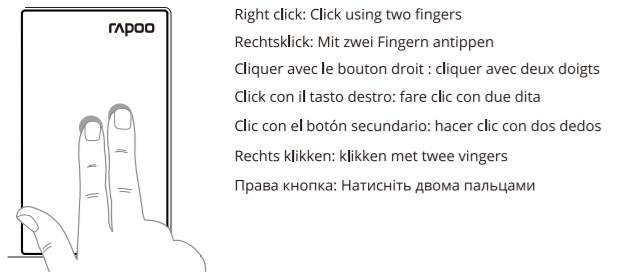 rapoo
Right click: Click using two fingers
Rechtsklick: Mit zwei Fingern antippen
Cliquer avec le bouton droit : cliquer avec deux doigts
Click con il tasto destro: fare clic con due dita
Clic con el botón secundario: hacer clic con dos dedos
Rechts klikken: klikken met twee vingers
Права кнопка: Натисніть двома пальцами